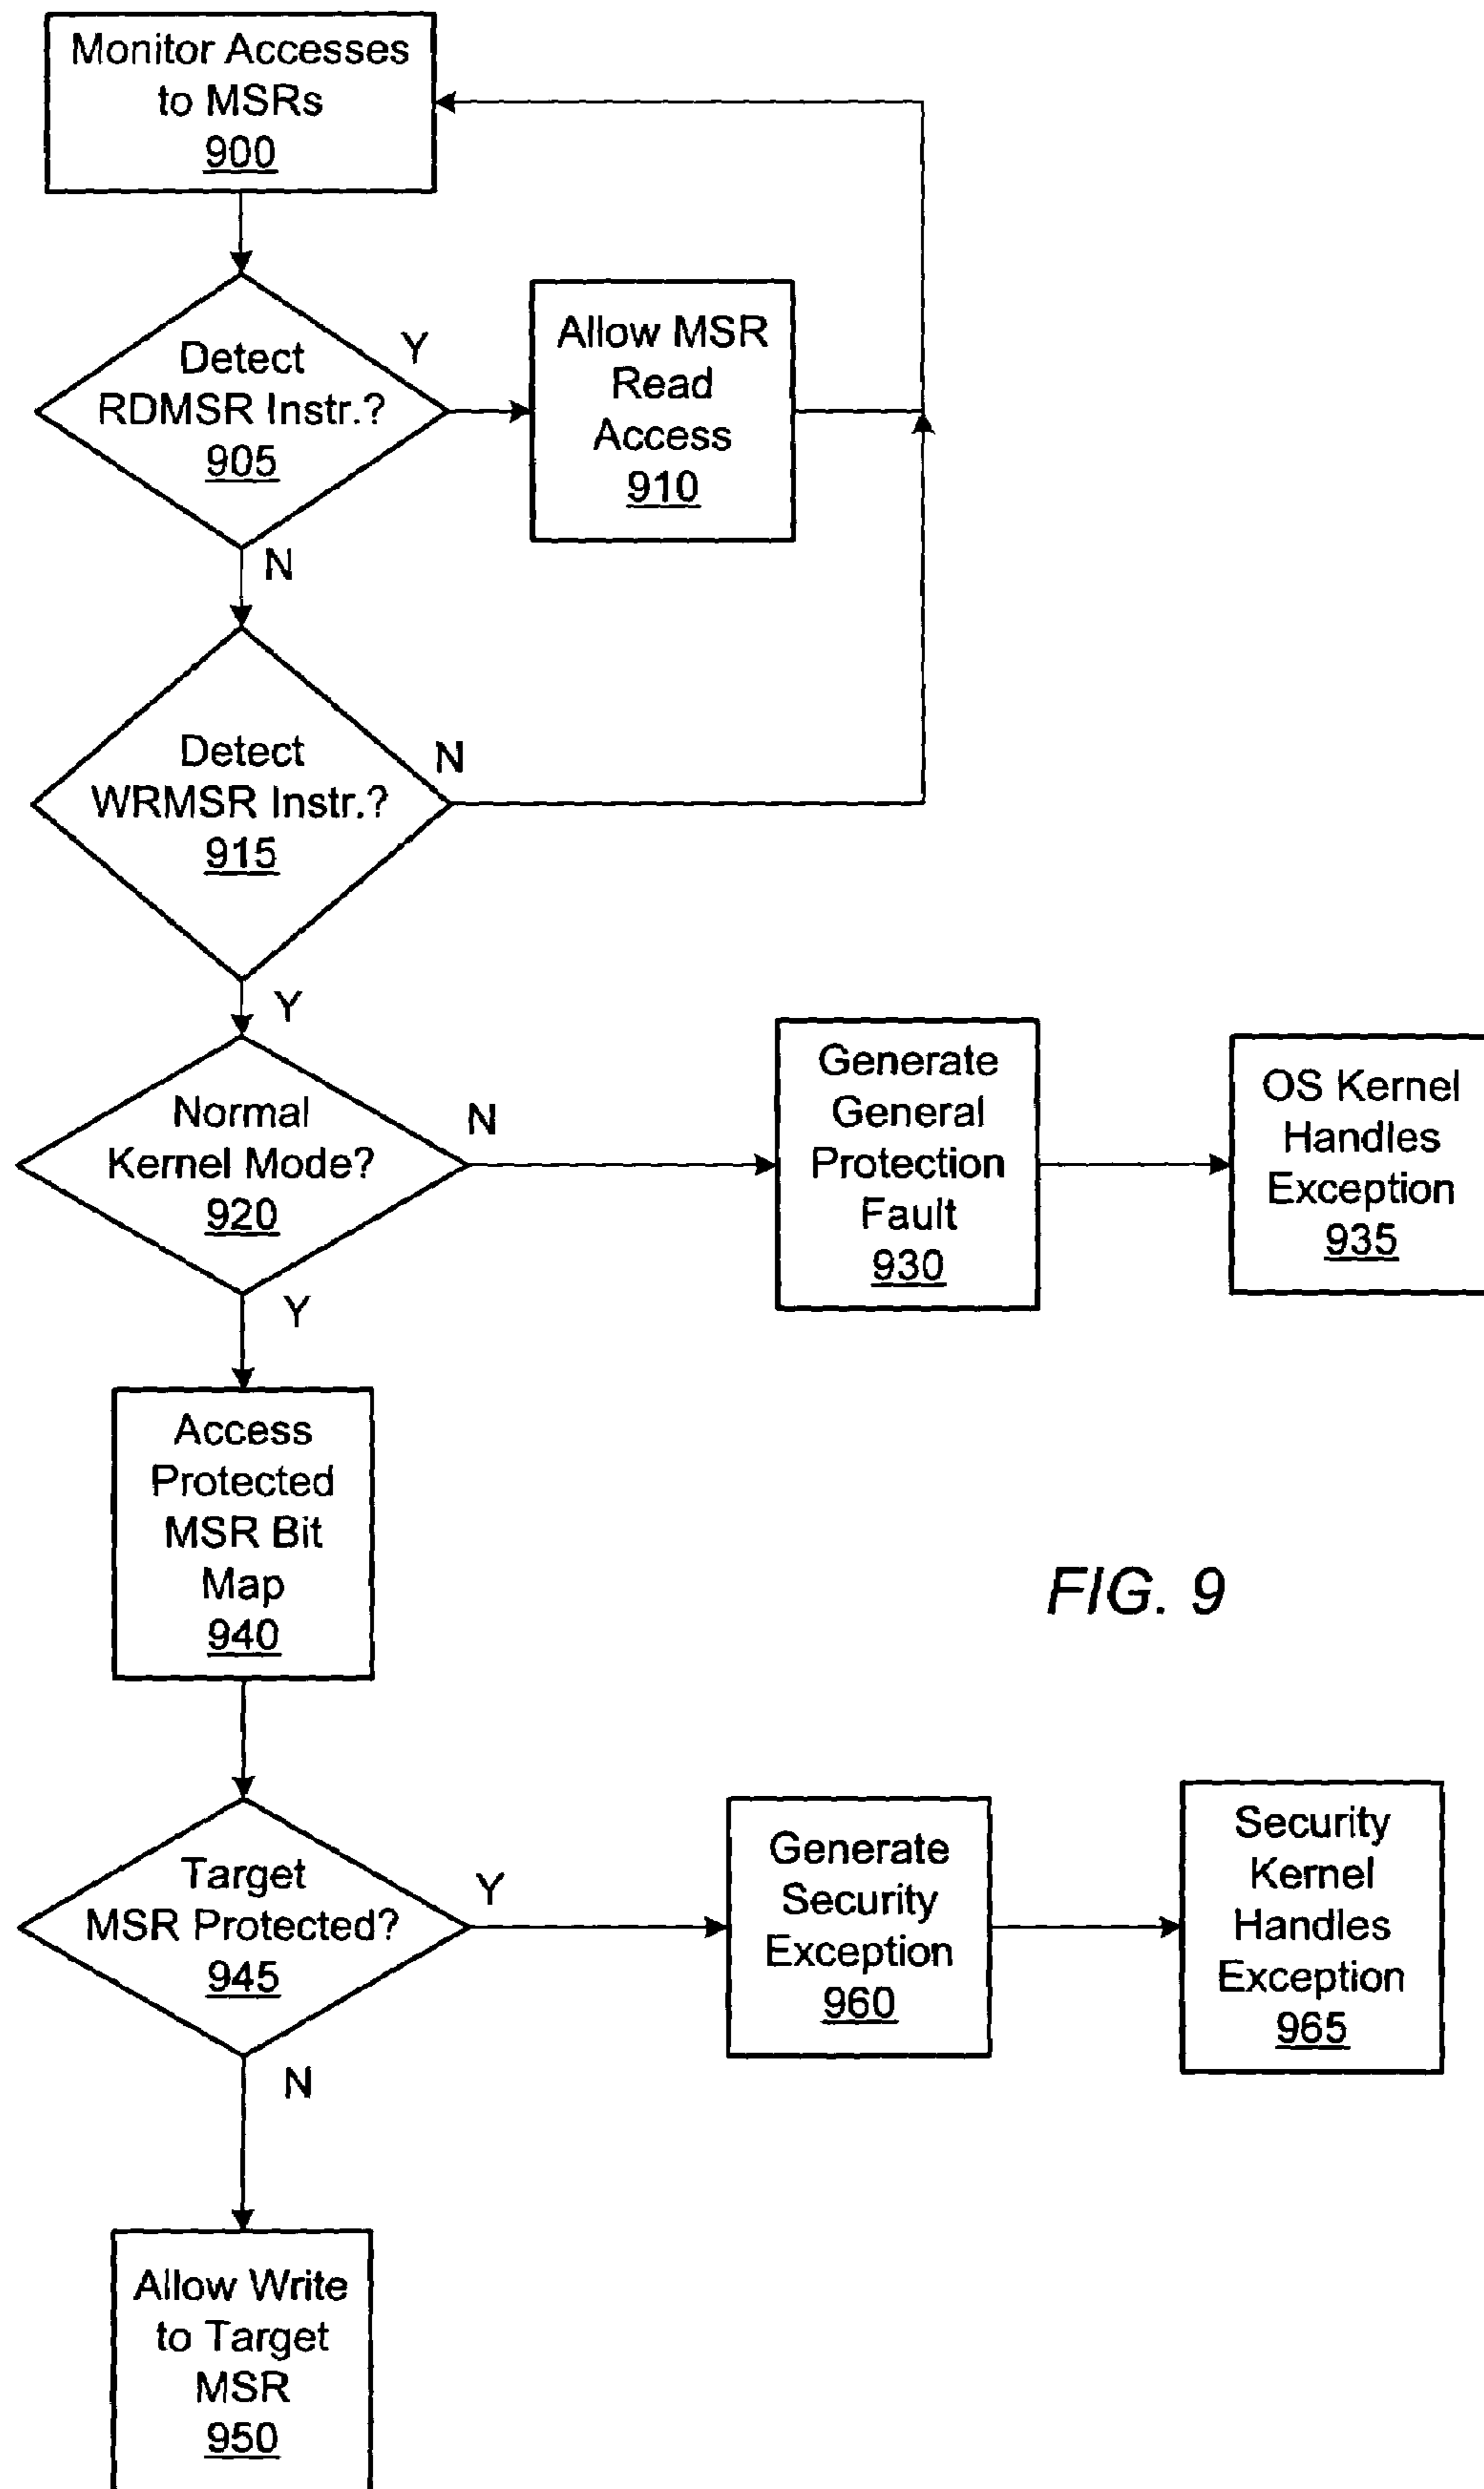 Monitor Accesses
to MSRs
900
Detect
RDMSR Instr.?
905
Y
N
Allow MSR
Read
Access
910
Detect
WRMSR Instr.?
915
N
Y
Normal
Kernel Mode?
920
N
Y
Generate
General
Protection
Fault
930
OS Kernel
Handles
Exception
935
Access
Protected
MSR Bit
Map
940
FIG. 9
Target
MSR Protected?
945
Y
N
Generate
Security
Exception
960
Security
Kernel
Handles
Exception
965
Allow Write
to Target
MSR
950